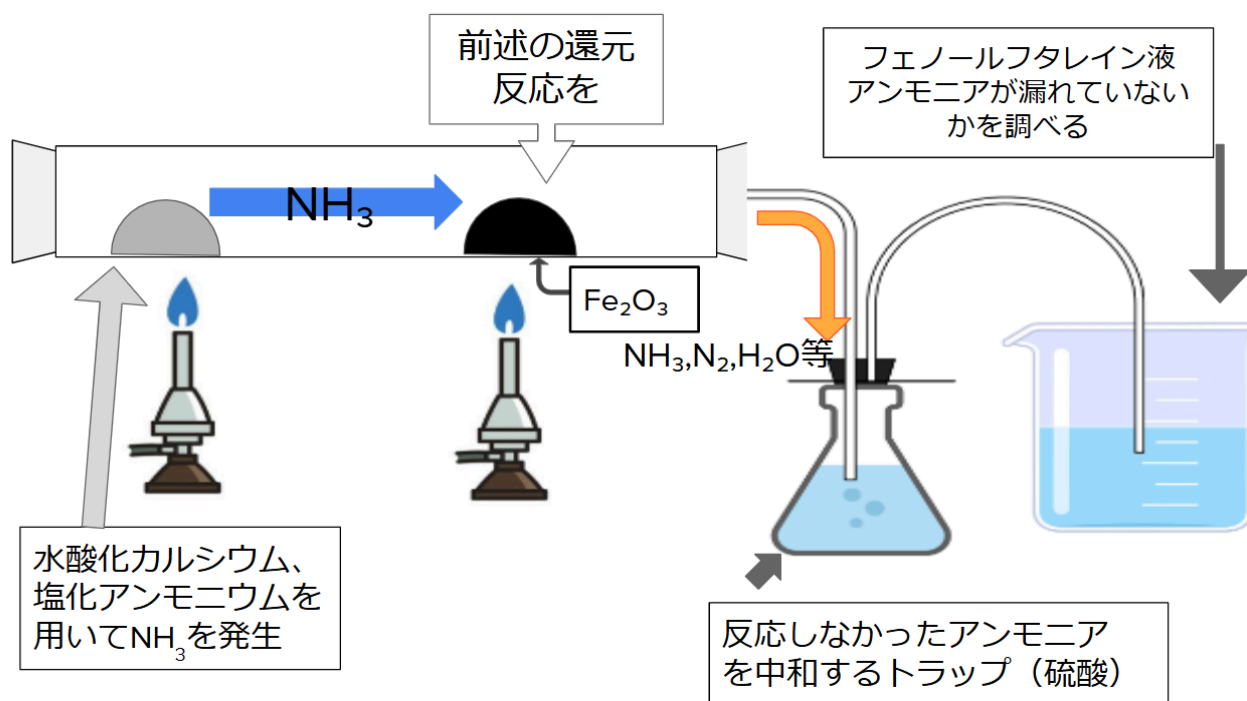 前述の還元
反応を
フェノールフタレイン液
アンモニアが漏れていない
かを調べる
NH₃
Fe₂O₃
NH₃,N₂,H₂O等
水酸化カルシウム、
塩化アンモニウムを
用いてNH₃を発生
反応しなかったアンモニア
を中和するトラップ（硫酸）